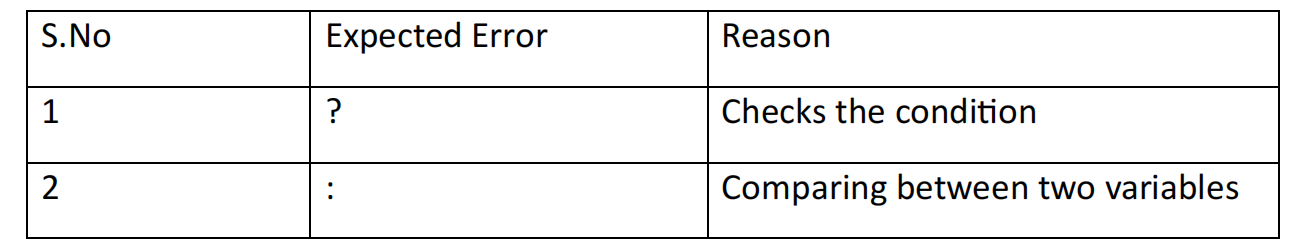 S.No Expected Error Reason
1 ? Checks the condition
2 : Comparing between two variables